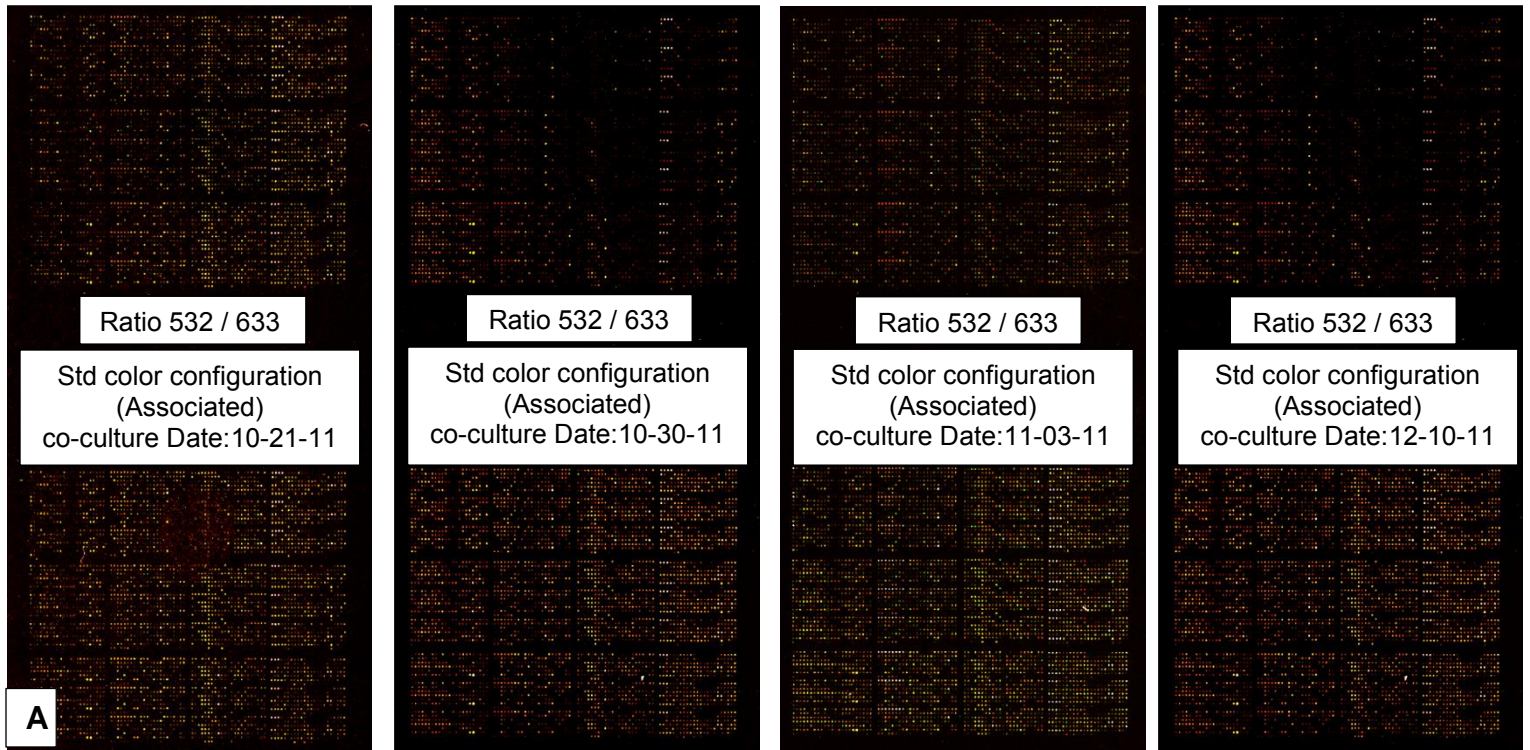 Ratio 532 / 633
Std color configuration
(Associated)
co-culture Date:10-21-11
Ratio 532 / 633
Std color configuration
(Associated)
co-culture Date:10-30-11
Ratio 532 / 633
Std color configuration
(Associated)
co-culture Date:11-03-11
Ratio 532 / 633
Std color configuration
(Associated)
co-culture Date:12-10-11
A